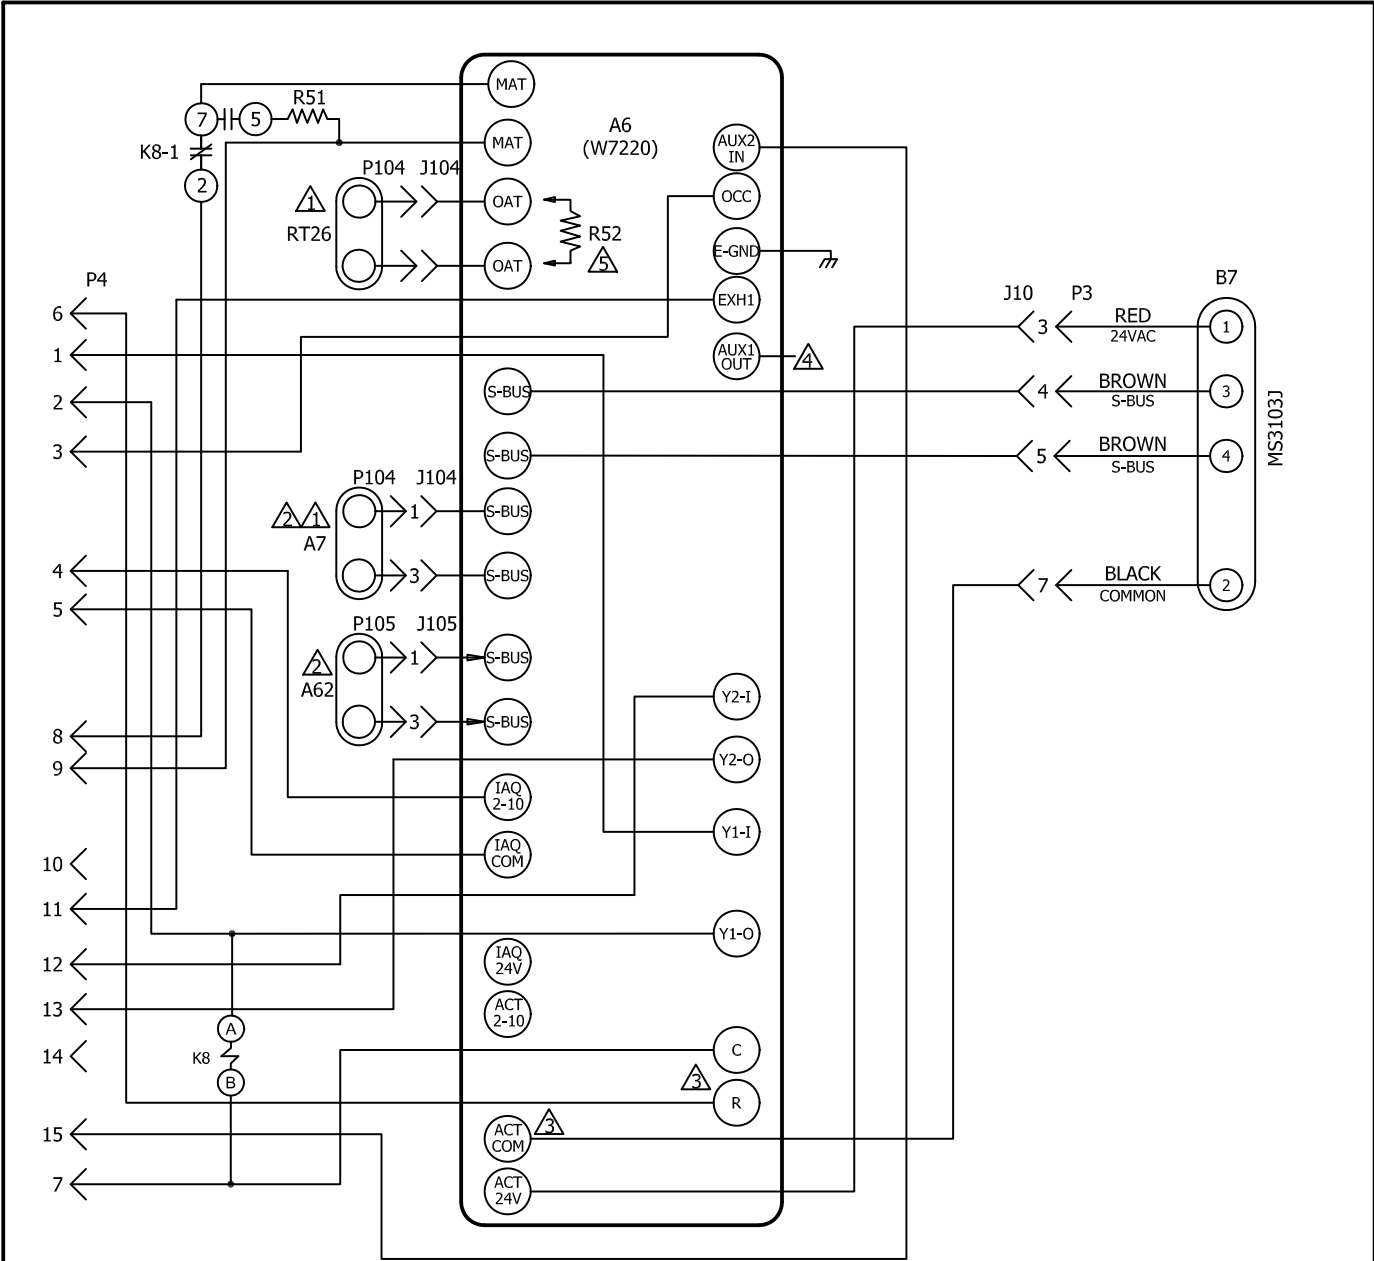 MAT
R51
7
5
A6
(W7220)
MAT
AUX2
IN
K8-1
P104 J104
2
OAT
OCC
1
RT26
R52
5
OAT
E-GND
P4
EXH1
J10 P3
B7
6
3
RED
24VAC
1
1
AUX1
OUT
4
2
S-BUS
4
BROWN
S-BUS
3
MS3103J
3
S-BUS
5
BROWN
S-BUS
4
P104 J104
2
1
A7
1
S-BUS
4
3
S-BUS
7
BLACK
COMMON
2
5
P105 J105
2
A62
1
S-BUS
Y2-I
3
S-BUS
8
9
Y2-O
IAQ
2-10
Y1-I
10
IAQ
COM
11
Y1-O
12
IAQ
24V
13
ACT
2-10
A
14
K8
C
B
3
R
15
ACT
COM
3
7
ACT
24V